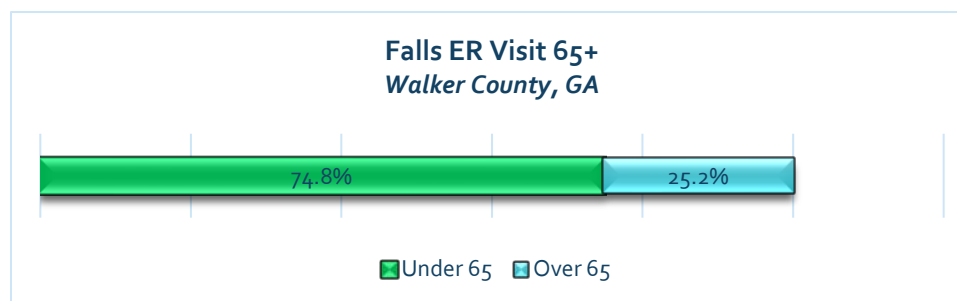 Falls ER Visit 65+
Walker County, GA
74.8% 25.2%
Under 65 Over 65